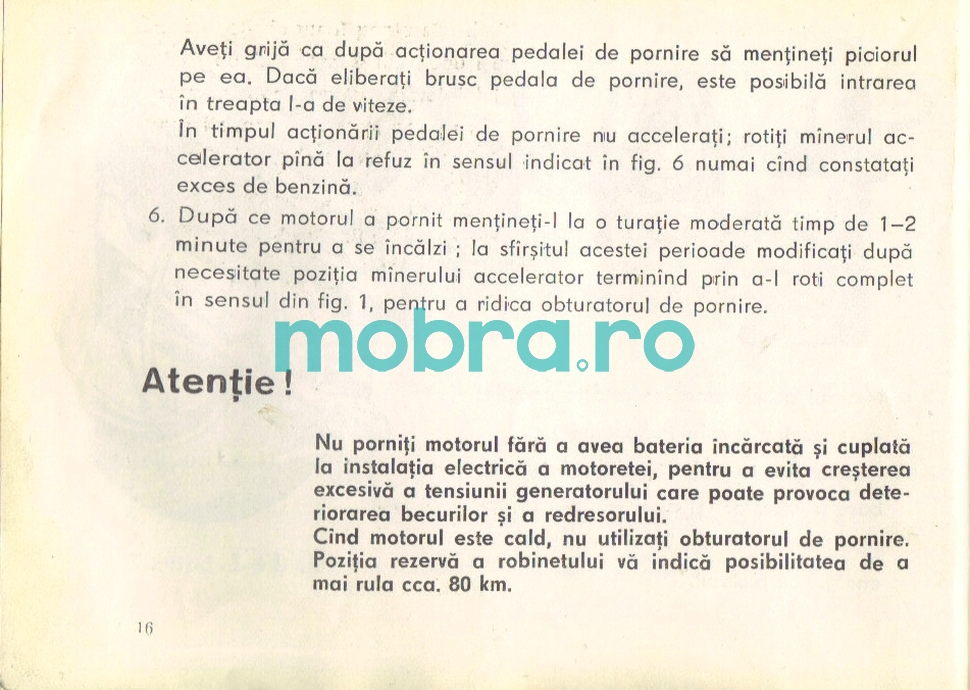 Aveți grijă ca după acționarea pedalei de pornire să mențineți piciorul
pe ea. Dacă eliberați brusc pedala de pornire, este posibilă intrarea
în treapta I-a de viteze.
În timpul acționării pedalei de pornire nu accelerați; rotiți mînerul ac-
celerator pînă la refuz în sensul indicat în fig. 6 numai cînd constatați
exces de benzină.
6. După ce motorul a pornit mențineți-l la o turație moderată timp de 1–2
minute pentru a se încălzi ; la sfîrșitul acestei perioade modificați după
necesitate poziția mînerului accelerator terminînd prin a-l roti complet
în sensul din fig. 1, pentru a ridica obturatorul de pornire.
mobra.ro
Atenție !
Nu porniți motorul fără a avea bateria încărcată și cuplată
la instalația electrică a motoretei, pentru a evita creșterea
excesivă a tensiunii generatorului care poate provoca dete-
riorarea becurilor și a redresorului.
Cînd motorul este cald, nu utilizați obturatorul de pornire.
Poziția rezervă a robinetului vă indică posibilitatea de a
mai rula cca. 80 km.
16